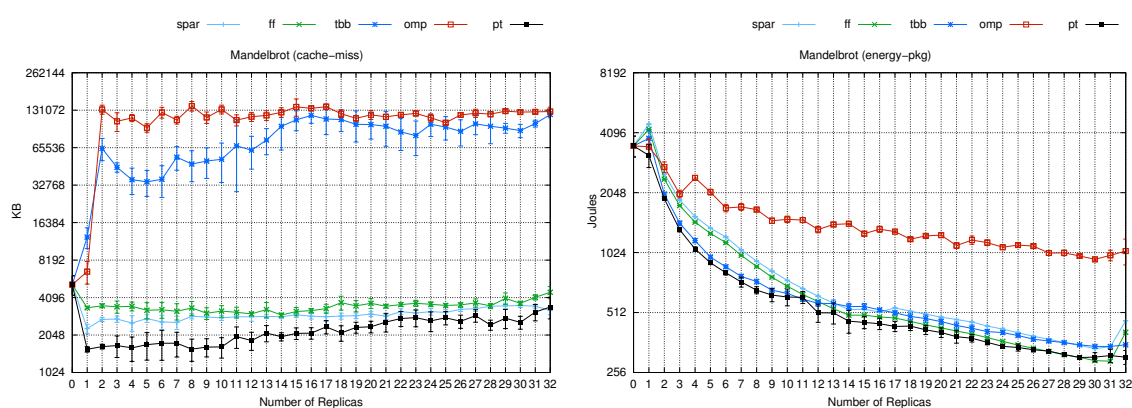 spar ff tbb omp pt
Mandelbrot (cache−miss)
262144
131072
65536
32768
16384
8192
4096
2048
1024
KB
0 1 2 3 4 5 6 7 8 9 10 11 12 13 14 15 16 17 18 19 20 21 22 23 24 25 26 27 28 29 30 31 32
Number of Replicas
spar ff tbb omp pt
Mandelbrot (energy−pkg)
8192
4096
2048
1024
512
256
Joules
0 1 2 3 4 5 6 7 8 9 10 11 12 13 14 15 16 17 18 19 20 21 22 23 24 25 26 27 28 29 30 31 32
Number of Replicas